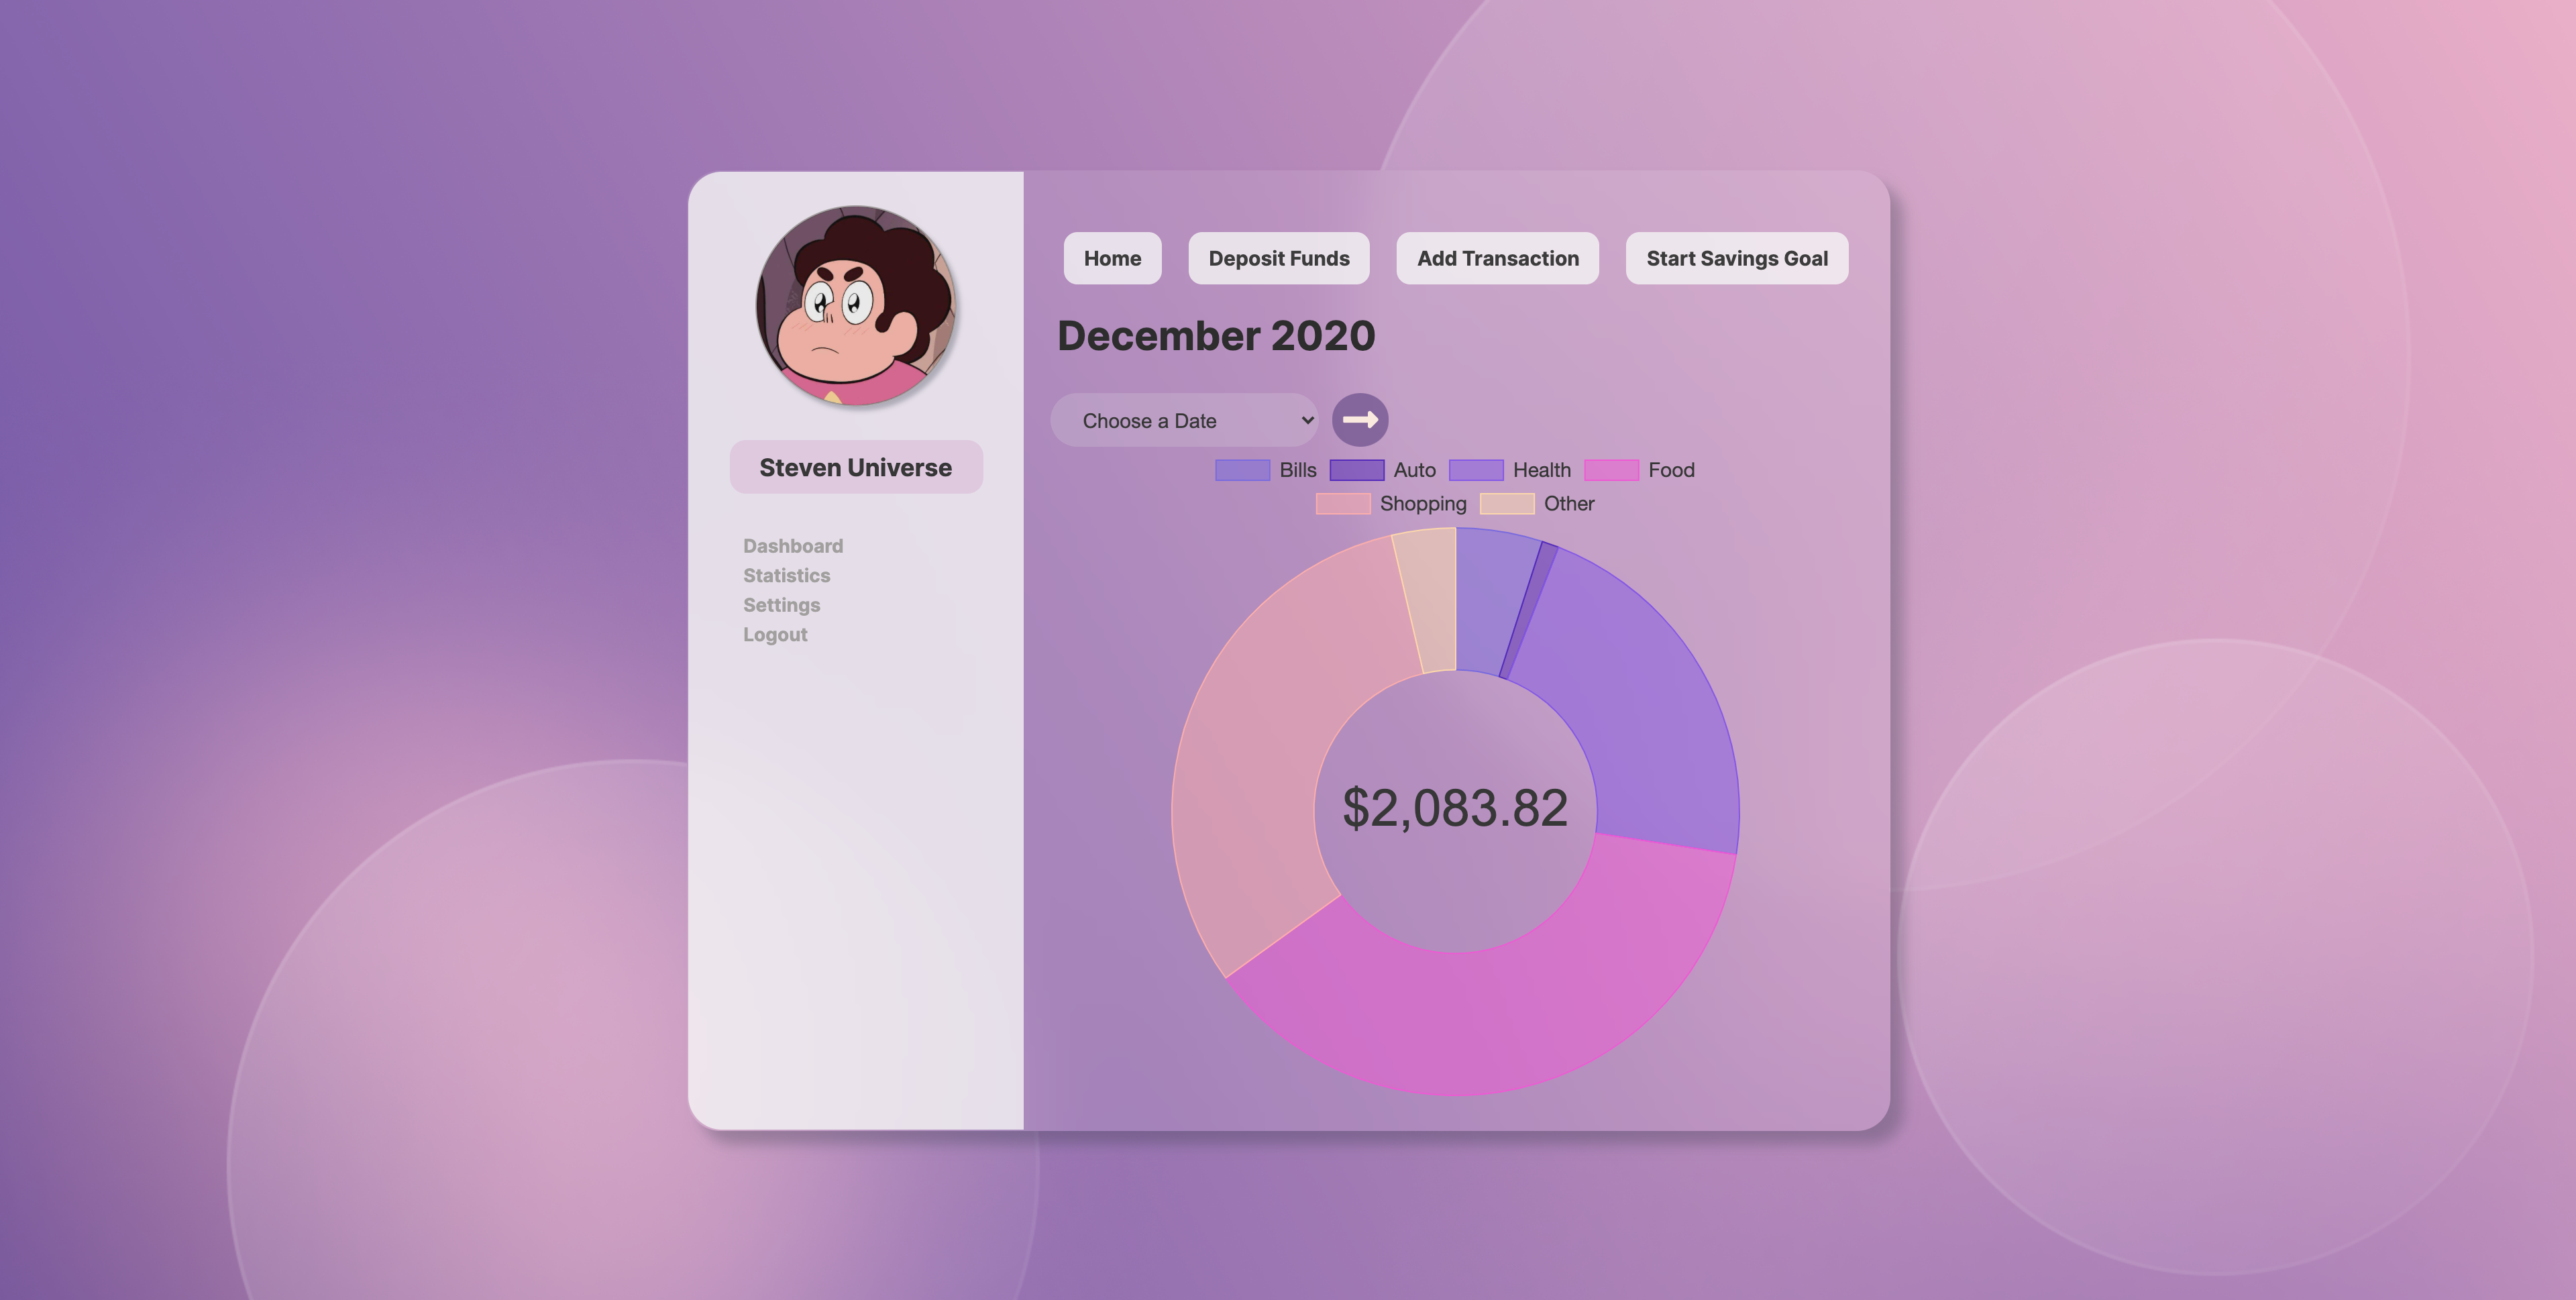 Steven Universe
Dashboard
Statistics
Settings
Logout
Home Deposit Funds Add Transaction Start Savings Goal
December 2020
Choose a Date
Bills Auto Health Food
Shopping Other
$2,083.82